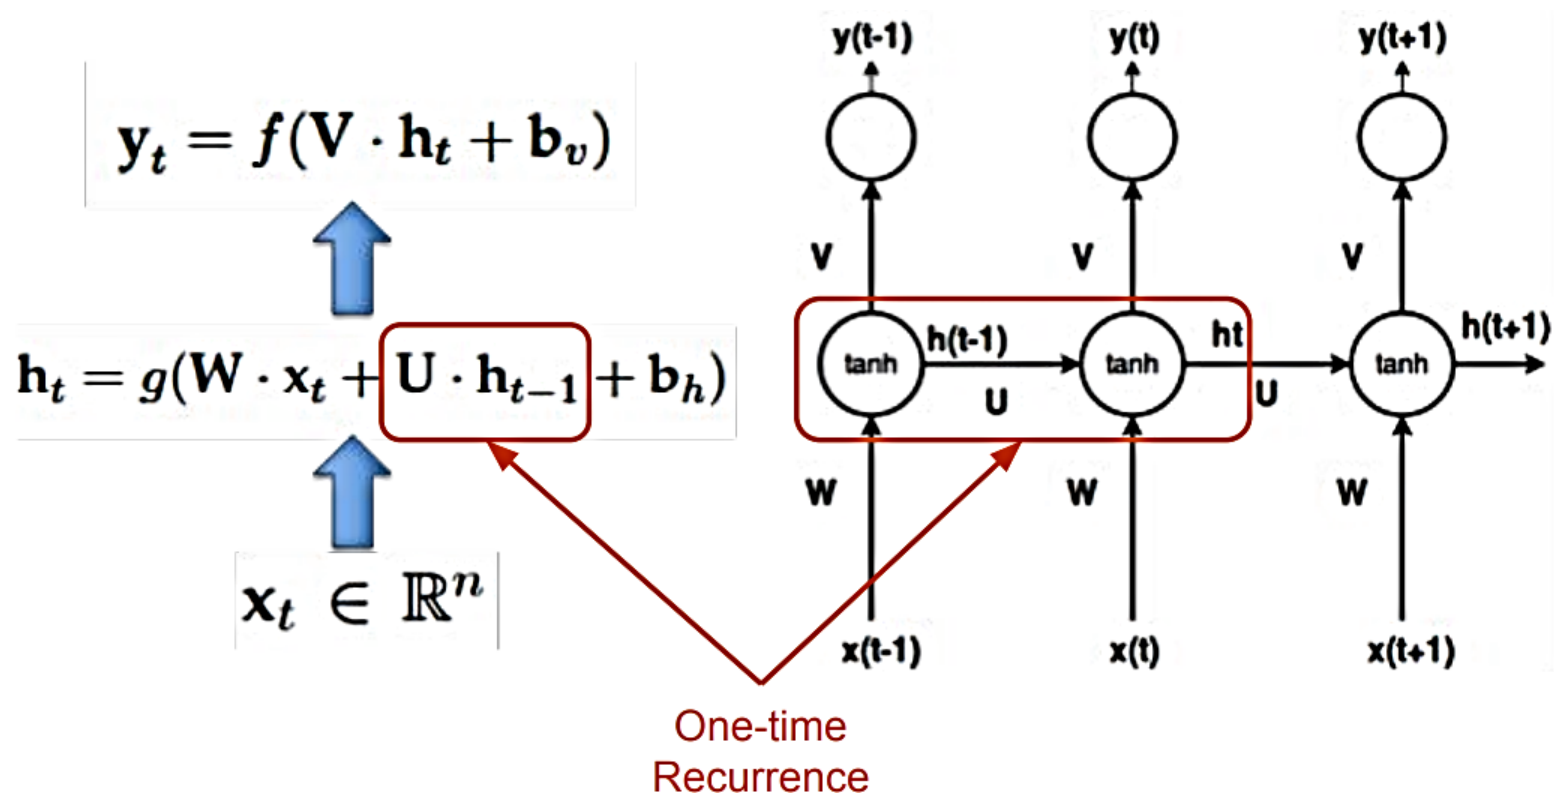 y_t = f(V · h_t + b_v)
h_t = g(W · x_t + U · h_{t−1} + b_h)
x_t ∈ ℝ^n
y(t-1) y(t) y(t+1)
V V V
tanh h(t-1) tanh ht tanh h(t+1)
U U
W W W
x(t-1) x(t) x(t+1)
One-time
Recurrence